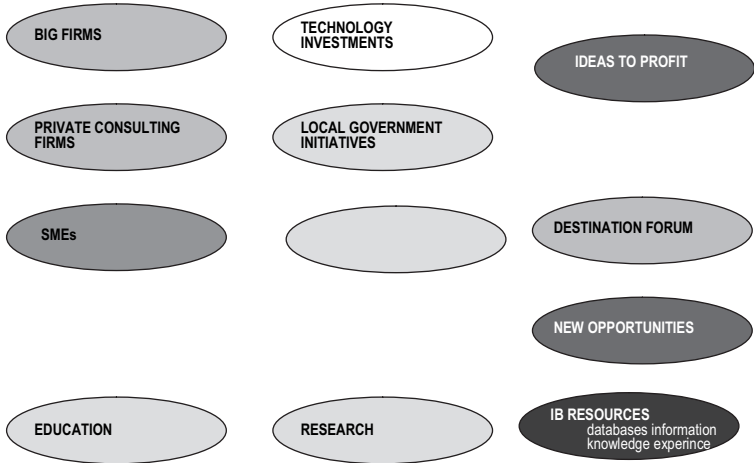 BIG FIRMS
TECHNOLOGY
INVESTMENTS
IDEAS TO PROFIT
PRIVATE CONSULTING
FIRMS
LOCAL GOVERNMENT
INITIATIVES
SMEs
DESTINATION FORUM
NEW OPPORTUNITIES
EDUCATION
RESEARCH
IB RESOURCES
databases information
knowledge experince